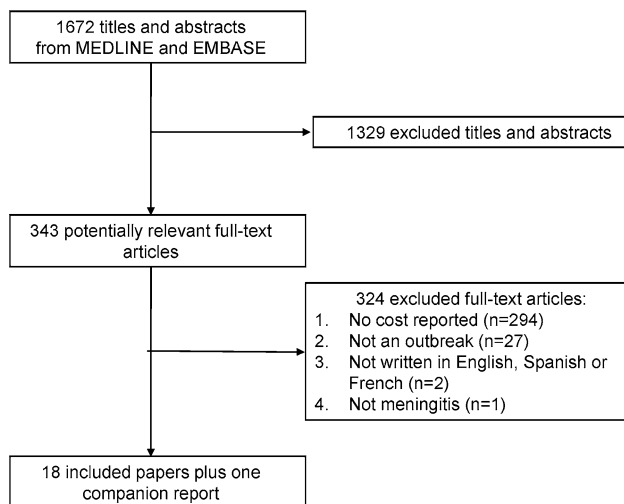 1672 titles and abstracts
from MEDLINE and EMBASE
1329 excluded titles and abstracts
343 potentially relevant full-text
articles
324 excluded full-text articles:
1. No cost reported (n=294)
2. Not an outbreak (n=27)
3. Not written in English, Spanish or
French (n=2)
4. Not meningitis (n=1)
18 included papers plus one
companion report